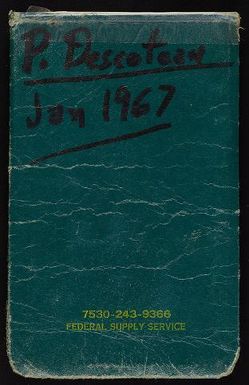 P. Descoteau
Jan 1967
7530-243-9366
FEDERAL SUPPLY SERVICE